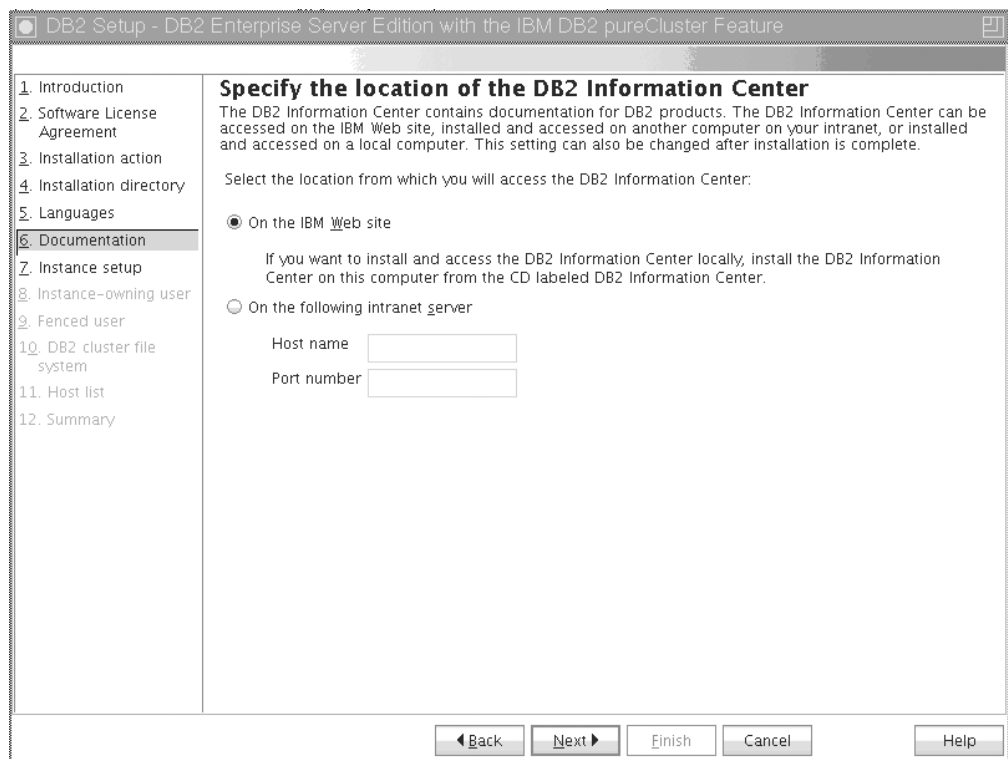 DB2 Setup - DB2 Enterprise Server Edition with the IBM DB2 pureCluster Feature
1. Introduction
2. Software License
Agreement
3. Installation action
4. Installation directory
5. Languages
6. Documentation
7. Instance setup
8. Instance-owning user
9. Fenced user
10. DB2 cluster file
system
11. Host list
12. Summary
Specify the location of the DB2 Information Center
The DB2 Information Center contains documentation for DB2 products. The DB2 Information Center can be
accessed on the IBM Web site, installed and accessed on another computer on your intranet, or installed
and accessed on a local computer. This setting can also be changed after installation is complete.
Select the location from which you will access the DB2 Information Center:
On the IBM Web site
If you want to install and access the DB2 Information Center locally, install the DB2 Information
Center on this computer from the CD labeled DB2 Information Center.
On the following intranet server
Host name
Port number
Back Next Finish Cancel Help